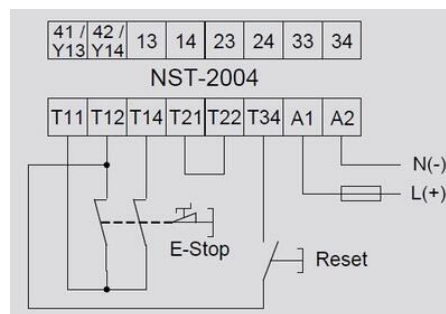 41 / Y13 42 / Y14 13 14 23 24 33 34
NST-2004
T11 T12 T14 T21 T22 T34 A1 A2
N(-)
L(+)
E-Stop
Reset